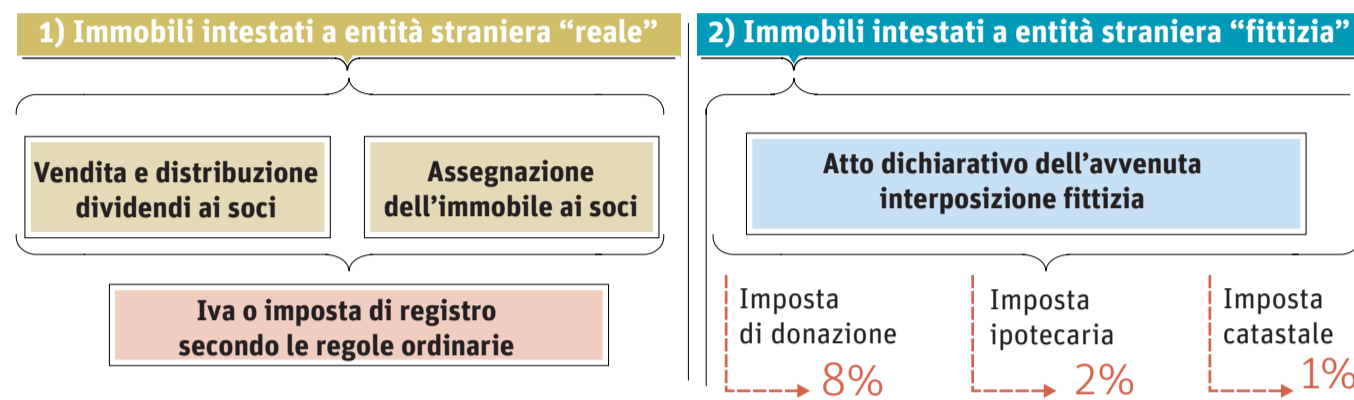 1) Immobili intestati a entità straniera “reale”
Vendita e distribuzione
dividendi ai soci
Assegnazione
dell’immobile ai soci
Iva o imposta di registro
secondo le regole ordinarie
2) Immobili intestati a entità straniera “fittizia”
Atto dichiarativo dell’avvenuta
interposizione fittizia
Imposta
di donazione
8%
Imposta
ipotecaria
2%
Imposta
catastale
1%